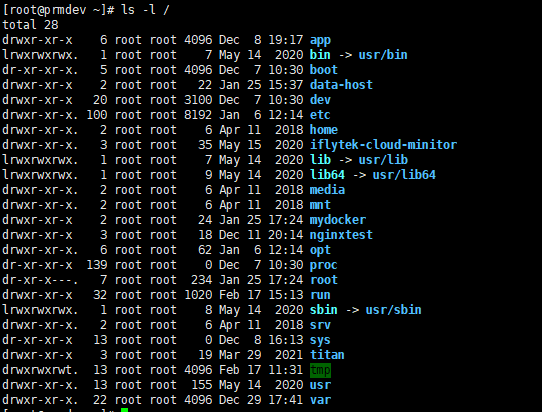 [root@prmdev ~]# ls -l /
total 28
drwxr-xr-x    6 root root 4096 Dec  8 19:17 app
lrwxrwxrwx.   1 root root    7 May 14  2020 bin -> usr/bin
dr-xr-xr-x.   5 root root 4096 Dec  7 10:30 boot
drwxr-xr-x    2 root root   22 Jan 25 15:37 data-host
drwxr-xr-x   20 root root 3100 Dec  7 10:30 dev
drwxr-xr-x. 100 root root 8192 Jan  6 12:14 etc
drwxr-xr-x.   2 root root    6 Apr 11  2018 home
drwxr-xr-x.   3 root root   35 May 15  2020 iflytek-cloud-minitor
lrwxrwxrwx.   1 root root    7 May 14  2020 lib -> usr/lib
lrwxrwxrwx.   1 root root    9 May 14  2020 lib64 -> usr/lib64
drwxr-xr-x.   2 root root    6 Apr 11  2018 media
drwxr-xr-x.   2 root root    6 Apr 11  2018 mnt
drwxr-xr-x    2 root root   24 Jan 25 17:24 mydocker
drwxr-xr-x    3 root root   18 Dec 11 20:14 nginxtest
drwxr-xr-x.   6 root root   62 Jan  6 12:14 opt
dr-xr-xr-x  139 root root    0 Dec  7 10:30 proc
dr-xr-x---.   7 root root  234 Jan 25 17:24 root
drwxr-xr-x   32 root root 1020 Feb 17 15:13 run
lrwxrwxrwx.   1 root root    8 May 14  2020 sbin -> usr/sbin
drwxr-xr-x.   2 root root    6 Apr 11  2018 srv
dr-xr-xr-x   13 root root    0 Dec  8 16:13 sys
drwxr-xr-x    3 root root   19 Mar 29  2021 titan
drwxrwxrwt.  13 root root 4096 Feb 17 11:31 tmp
drwxr-xr-x.  13 root root  155 May 14  2020 usr
drwxr-xr-x.  22 root root 4096 Dec 29 17:41 var